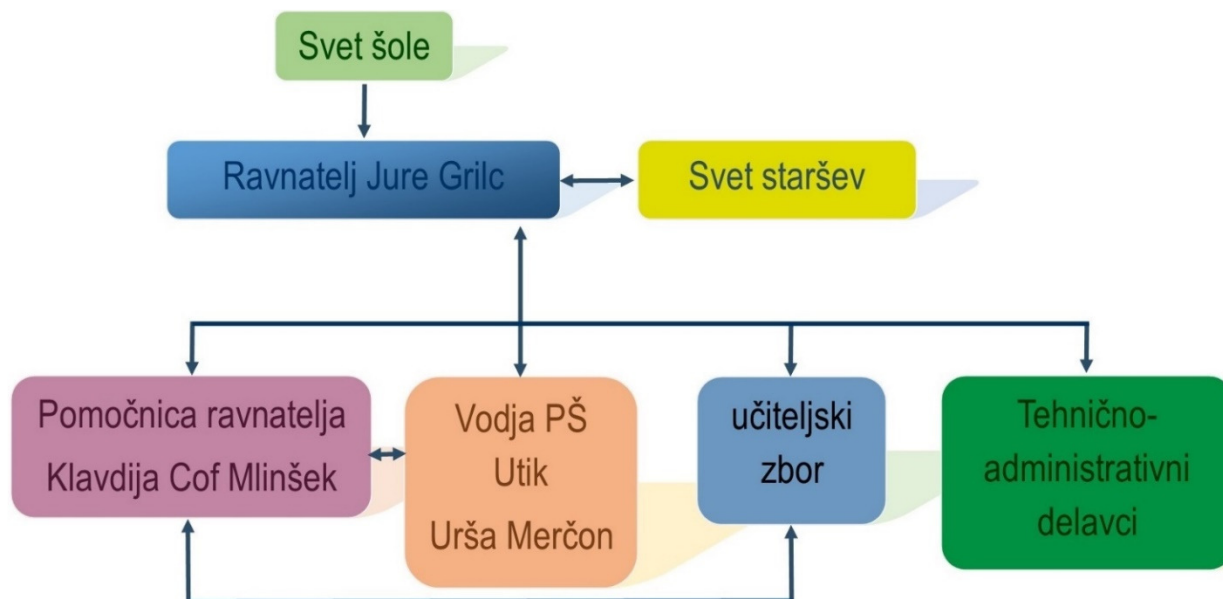 Svet šole
Ravnatelj Jure Grilc
Svet staršev
Pomočnica ravnatelja
Klavdija Cof Mlinšek
Vodja PŠ
Utik
Urša Merčon
učiteljski
zbor
Tehnično-
administrativni
delavci